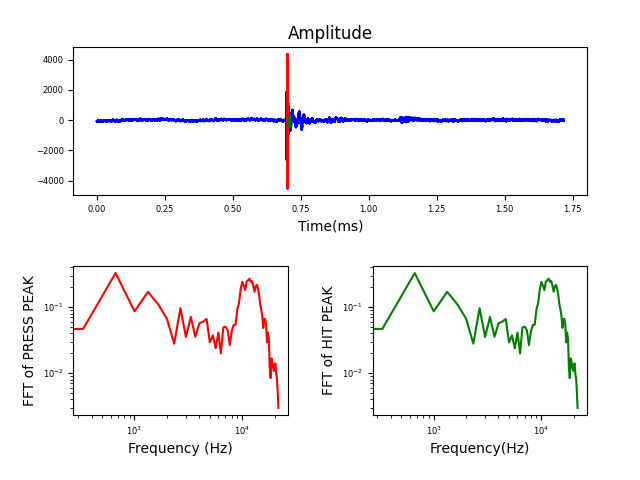 Amplitude
4000
2000
0
−2000
−4000
0.00 0.25 0.50 0.75 1.00 1.25 1.50 1.75
Time(ms)
FFT of PRESS PEAK
10⁻¹
10⁻²
10³ 10⁴
Frequency (Hz)
FFT of HIT PEAK
10⁻¹
10⁻²
10³ 10⁴
Frequency(Hz)